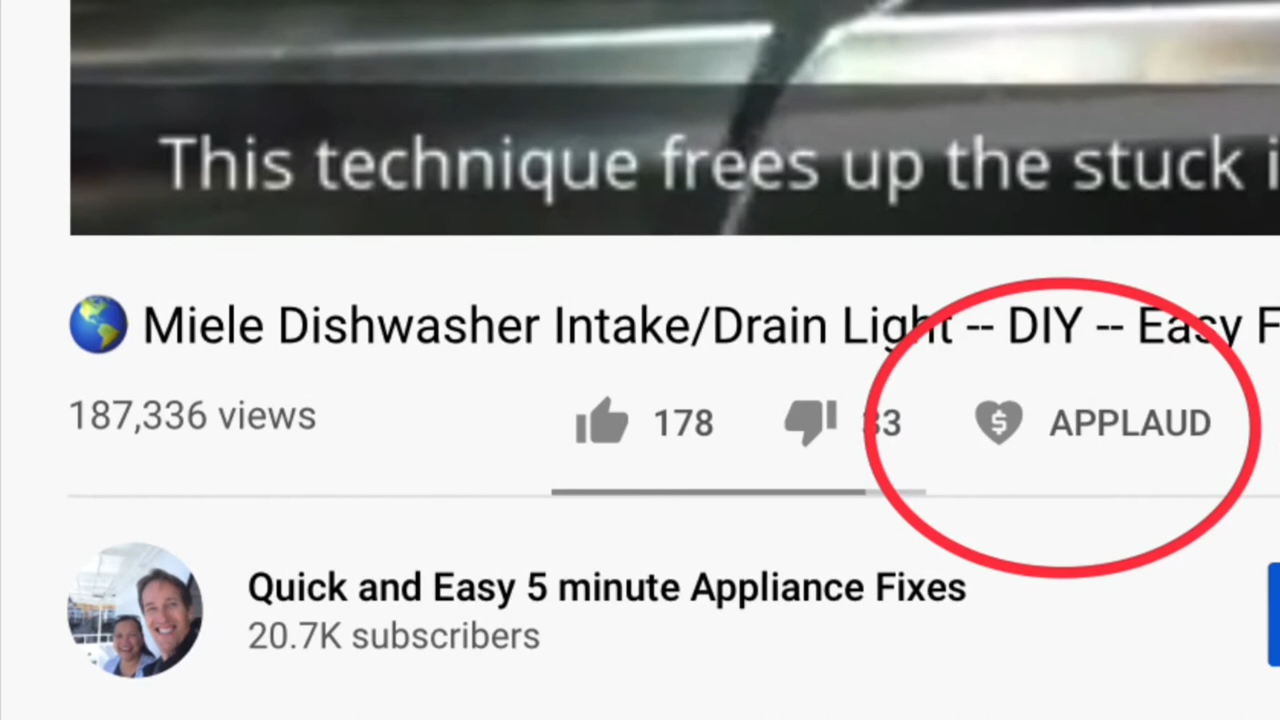 This technique frees up the stuck
Miele Dishwasher Intake/Drain Light -- DIY -- Easy F
187,336 views
178
33
$ APPLAUD
Quick and Easy 5 minute Appliance Fixes
20.7K subscribers